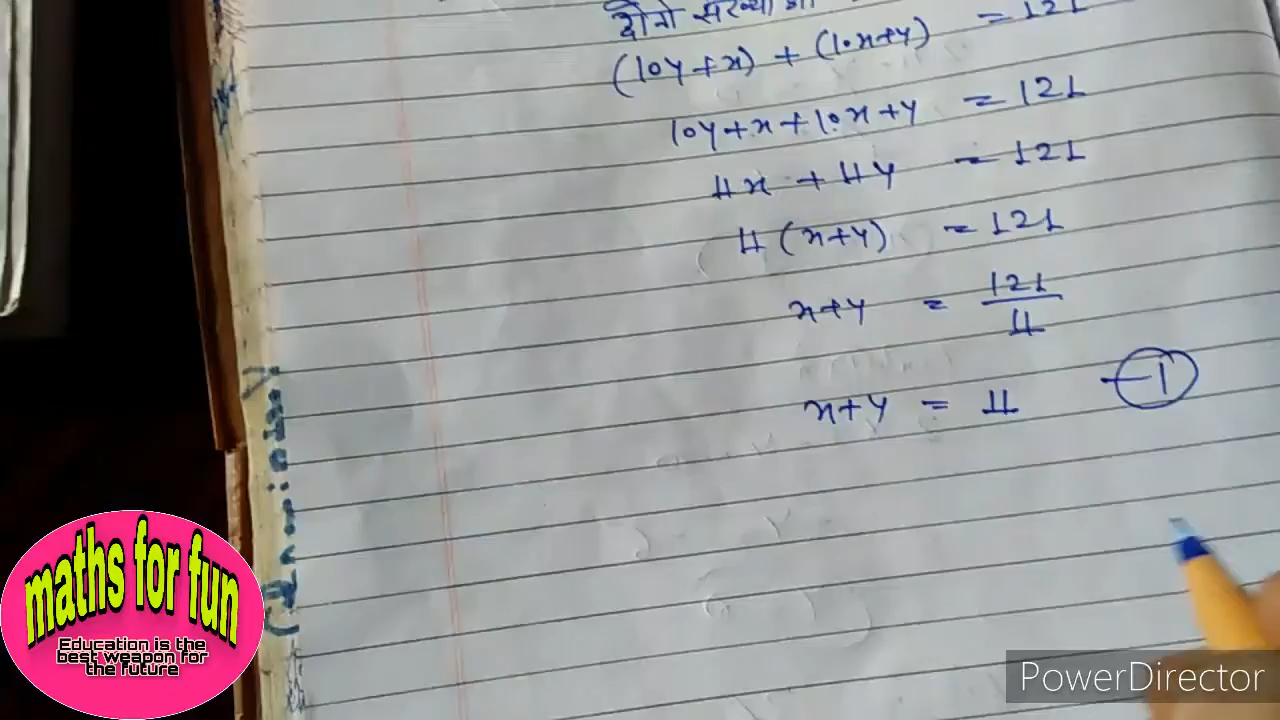 दोनो संख्याओ
(10y+x) + (10x+y) = 121
10y+x+10x+y = 121
11x + 11y = 121
11(x+y) = 121
x+y = 121/11
x+y = 11 —1
maths for fun
Education is the
best weapon for
the future
PowerDirector